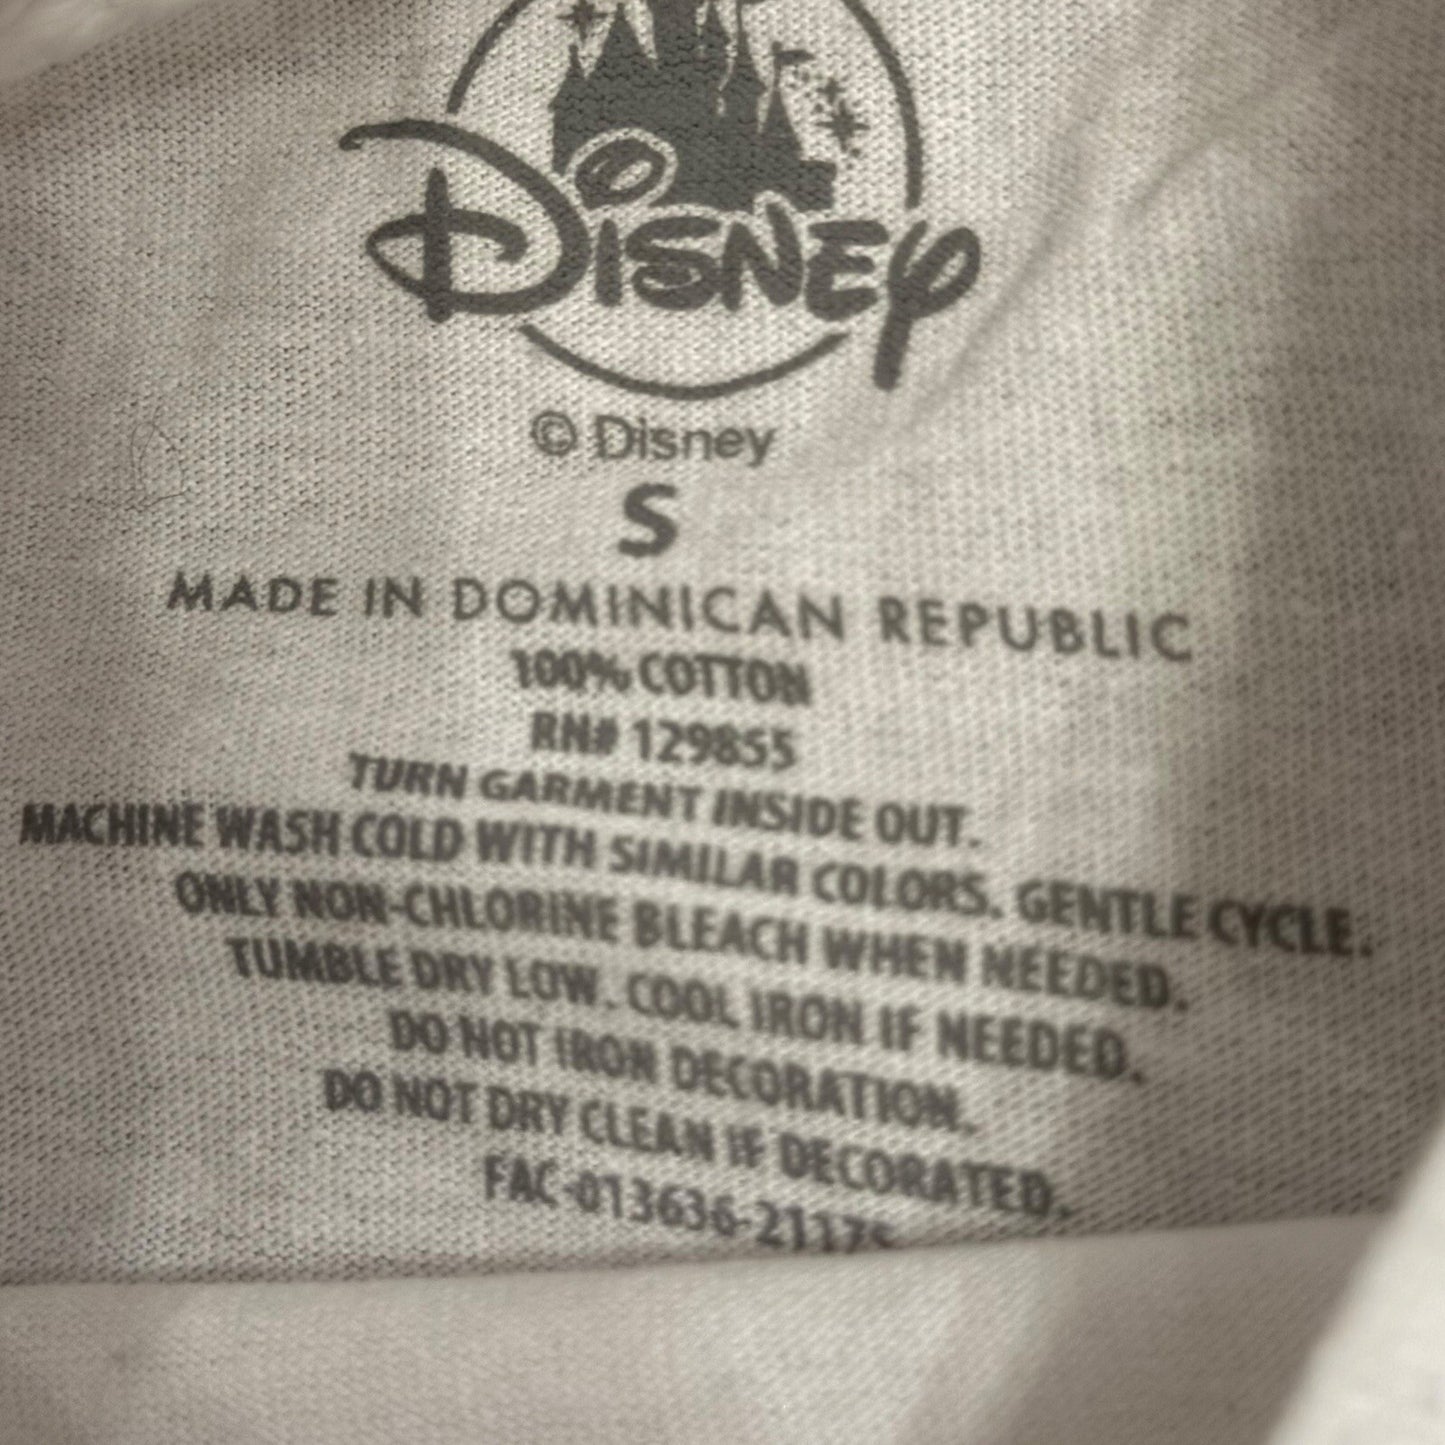 Disney
© Disney
S
MADE IN DOMINICAN REPUBLIC
100% COTTON
RN# 129855
TURN GARMENT INSIDE OUT.
MACHINE WASH COLD WITH SIMILAR COLORS. GENTLE CYCLE.
ONLY NON-CHLORINE BLEACH WHEN NEEDED.
TUMBLE DRY LOW. COOL IRON IF NEEDED.
DO NOT IRON DECORATION.
DO NOT DRY CLEAN IF DECORATED.